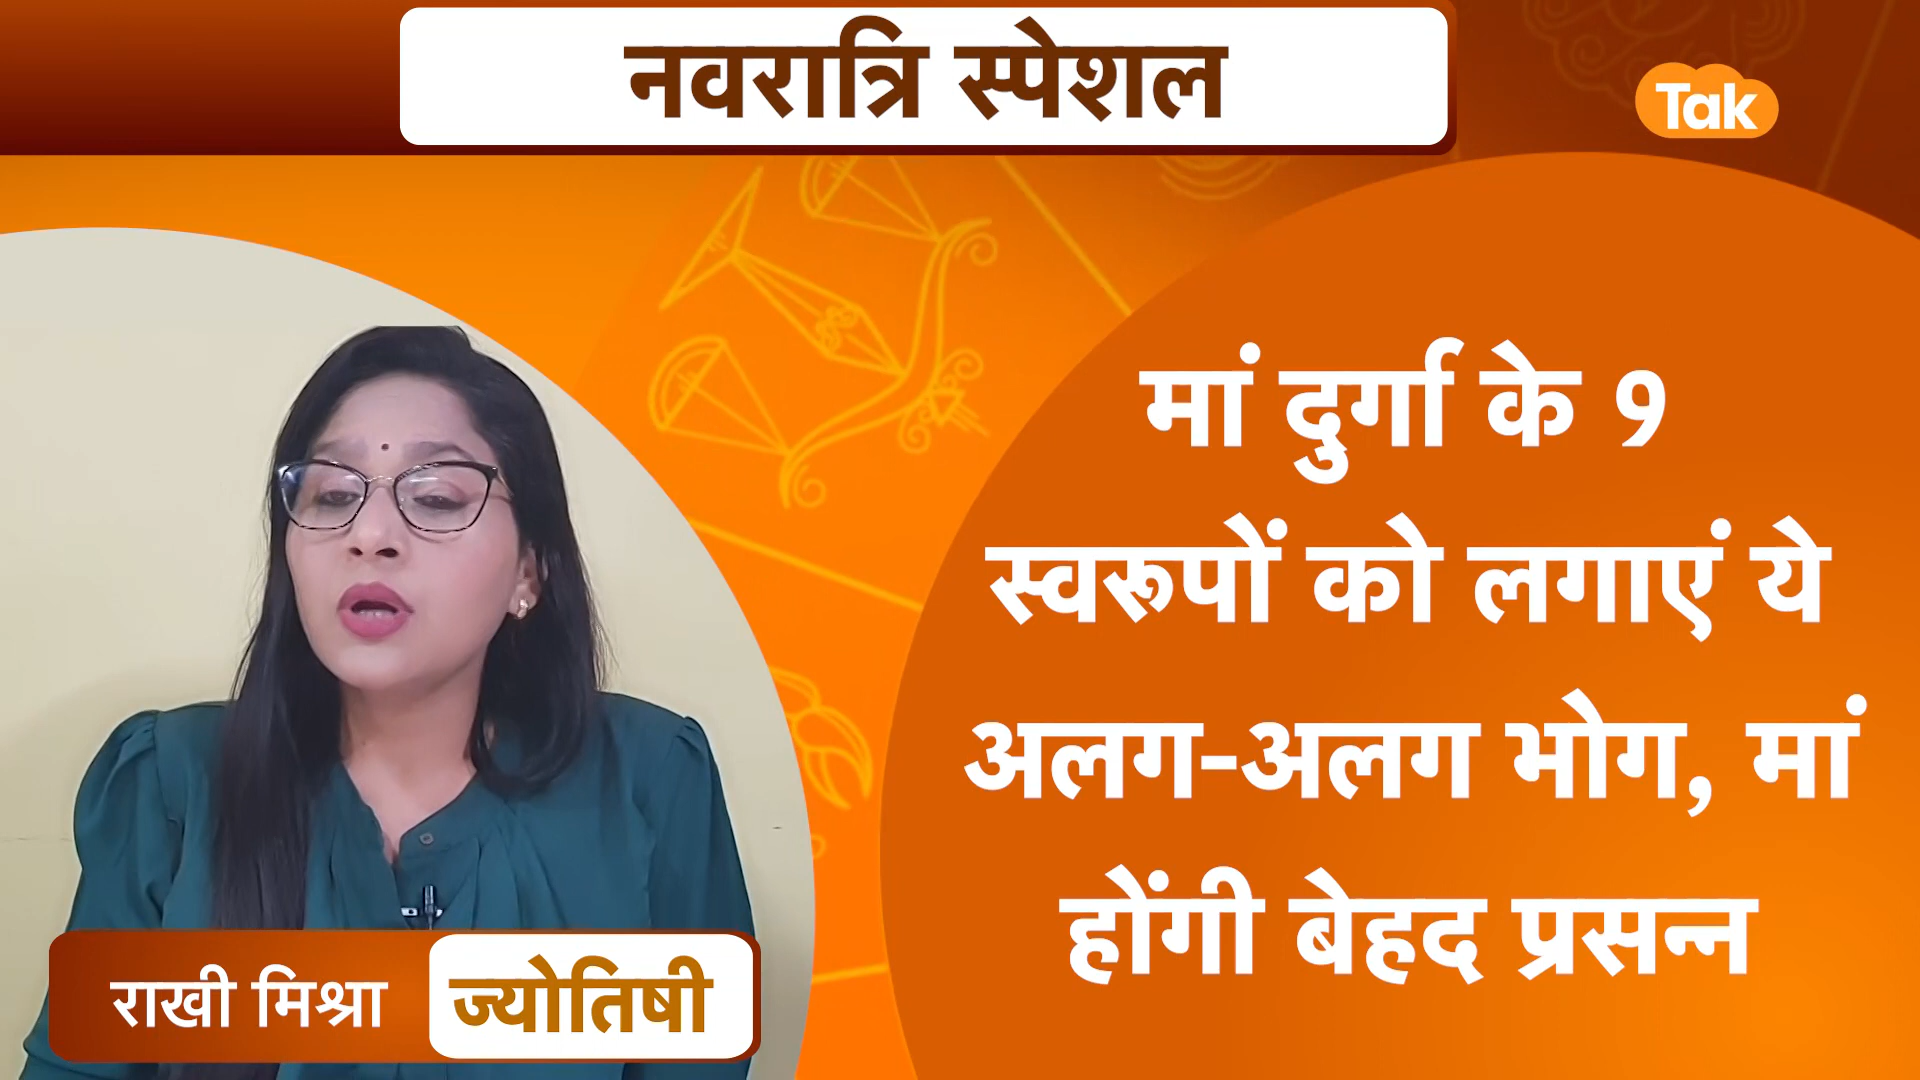 नवरात्रि स्पेशल
Tak
मां दुर्गा के 9
स्वरूपों को लगाएं ये
अलग-अलग भोग, मां
होंगी बेहद प्रसन्न
राखी मिश्रा
ज्योतिषी